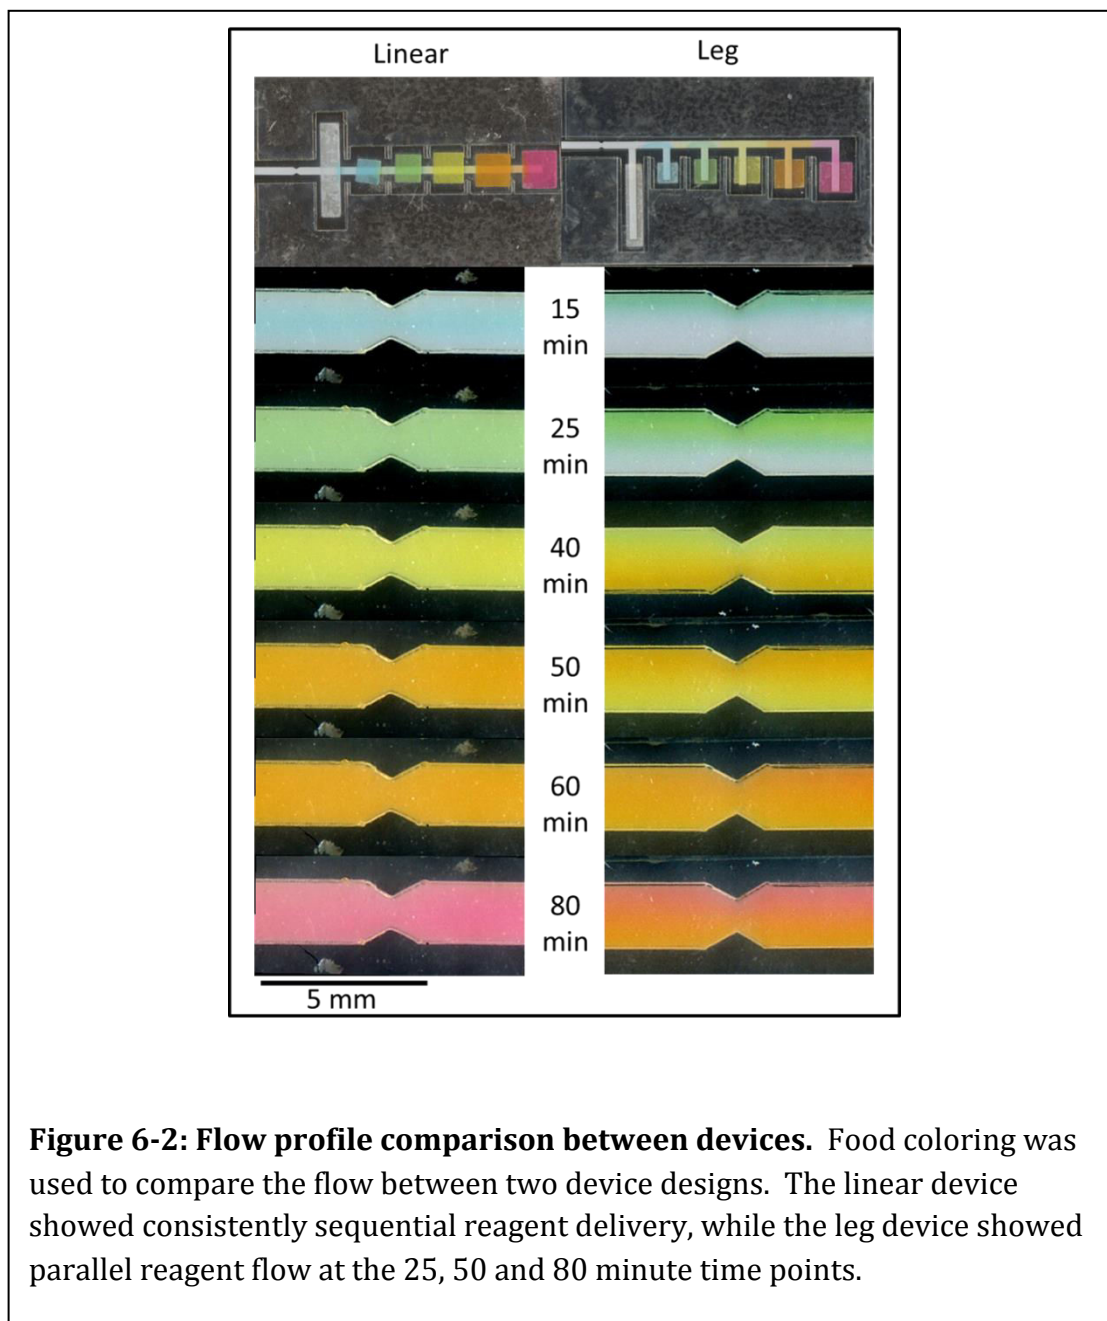 Linear
Leg
15
min
25
min
40
min
50
min
60
min
80
min
5 mm
Figure 6-2: Flow profile comparison between devices. Food coloring was
used to compare the flow between two device designs. The linear device
showed consistently sequential reagent delivery, while the leg device showed
parallel reagent flow at the 25, 50 and 80 minute time points.